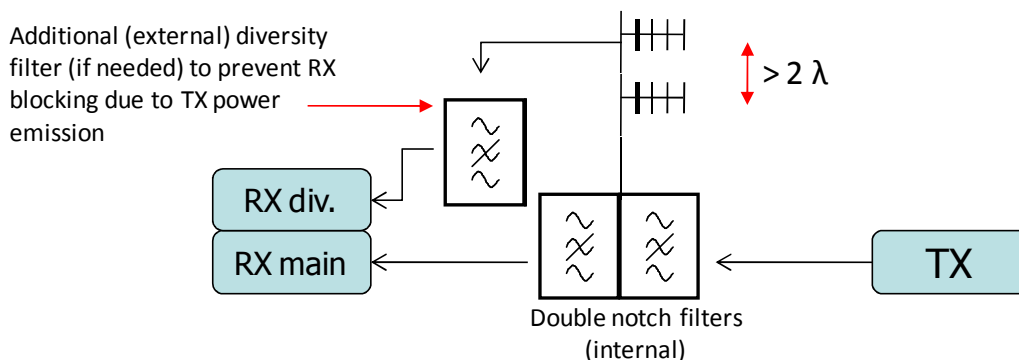 Additional (external) diversity
filter (if needed) to prevent RX
blocking due to TX power
emission
> 2 λ
RX div.
RX main
TX
Double notch filters
(internal)